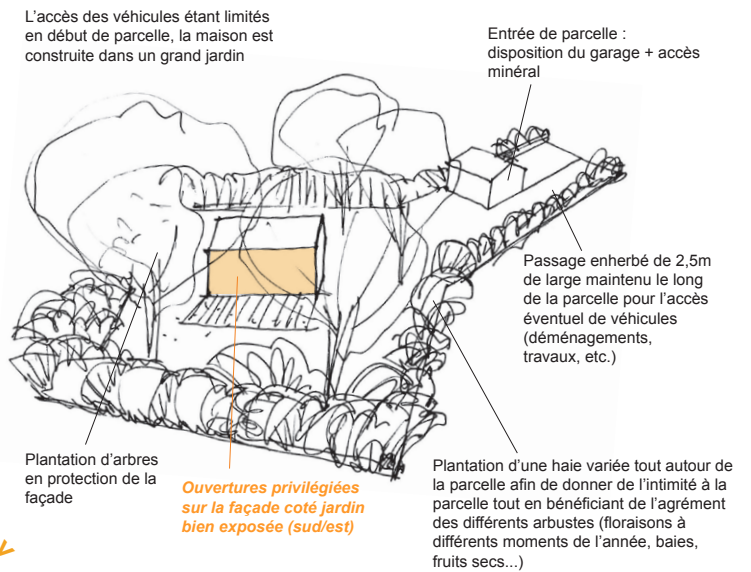 L'accès des véhicules étant limités
en début de parcelle, la maison est
construite dans un grand jardin
Entrée de parcelle :
disposition du garage + accès
minéral
Passage enherbé de 2,5m
de large maintenu le long
de la parcelle pour l'accès
éventuel de véhicules
(déménagements,
travaux, etc.)
Plantation d'arbres
en protection de la
façade
Ouvertures privilégiées
sur la façade coté jardin
bien exposée (sud/est)
Plantation d'une haie variée tout autour de
la parcelle afin de donner de l'intimité à la
parcelle tout en bénéficiant de l'agrément
des différents arbustes (floraisons à
différents moments de l'année, baies,
fruits secs...)